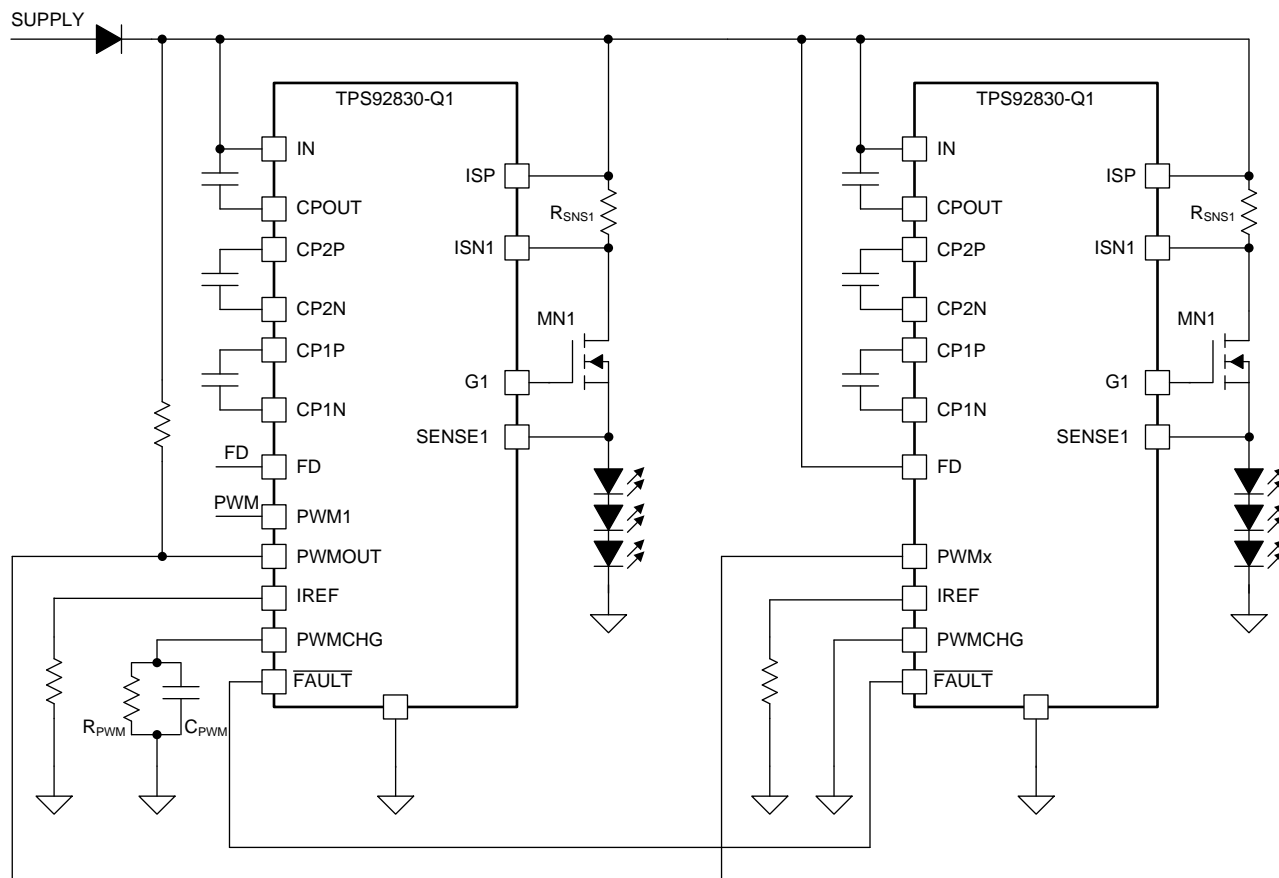 SUPPLY
TPS92830-Q1
IN
CPOUT
CP2P
CP2N
CP1P
CP1N
FD
FD
PWM
PWM1
PWMOUT
IREF
PWMCHG
FAULT
ISP
RSNS1
ISN1
MN1
G1
SENSE1
RPWM
CPWM
TPS92830-Q1
IN
CPOUT
CP2P
CP2N
CP1P
CP1N
FD
PWMx
IREF
PWMCHG
FAULT
ISP
RSNS1
ISN1
MN1
G1
SENSE1